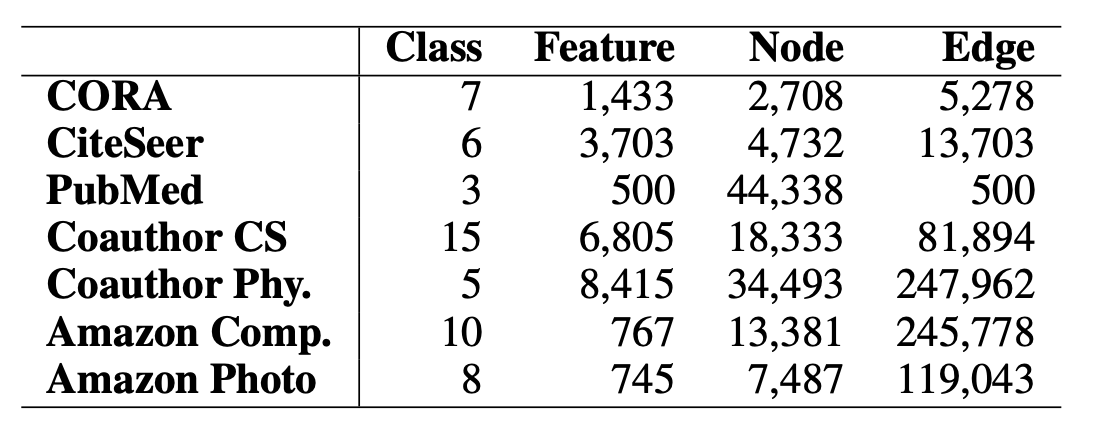 Class Feature Node Edge
CORA 7 1,433 2,708 5,278
CiteSeer 6 3,703 4,732 13,703
PubMed 3 500 44,338 500
Coauthor CS 15 6,805 18,333 81,894
Coauthor Phy. 5 8,415 34,493 247,962
Amazon Comp. 10 767 13,381 245,778
Amazon Photo 8 745 7,487 119,043